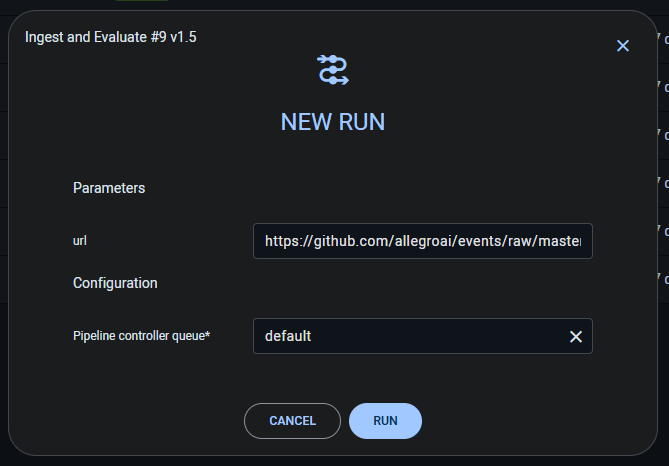 Ingest and Evaluate #9 v1.5
NEW RUN
Parameters
url
https://github.com/allegroai/events/raw/master
Configuration
Pipeline controller queue*
default
CANCEL
RUN